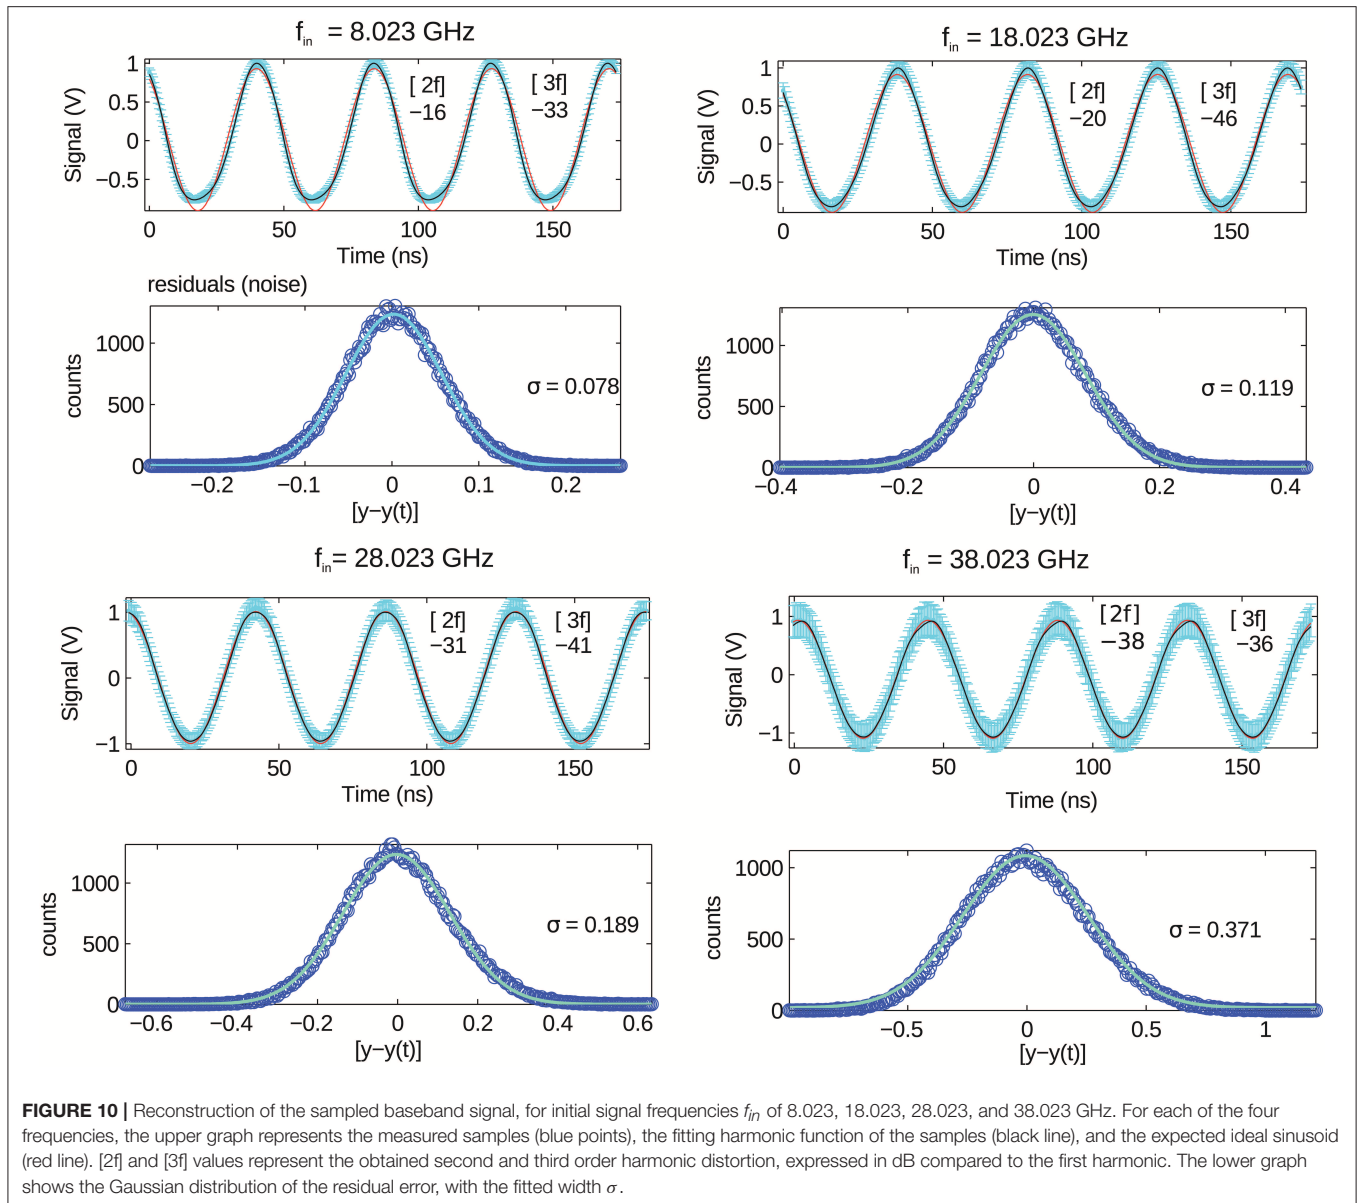 f_in = 8.023 GHz
1
0.5
0
−0.5
Signal (V)
[ 2f]
−16
[ 3f]
−33
0 50 100 150
Time (ns)
f_in = 18.023 GHz
1
0.5
0
−0.5
Signal (V)
[ 2f]
−20
[ 3f]
−46
0 50 100 150
Time (ns)
residuals (noise)
1000
500
0
counts
σ = 0.078
−0.2 −0.1 0 0.1 0.2
[y−y(t)]
1000
500
0
counts
σ = 0.119
−0.4 −0.2 0 0.2 0.4
[y−y(t)]
f_in= 28.023 GHz
1
0
−1
Signal (V)
[ 2f]
−31
[ 3f]
−41
0 50 100 150
Time (ns)
f_in = 38.023 GHz
1
0
−1
Signal (V)
[ 2f]
−38
[ 3f]
−36
0 50 100 150
Time (ns)
1000
500
0
counts
σ = 0.189
−0.6 −0.4 −0.2 0 0.2 0.4 0.6
[y−y(t)]
1000
500
0
counts
σ = 0.371
−0.5 0 0.5 1
[y−y(t)]
FIGURE 10 | Reconstruction of the sampled baseband signal, for initial signal frequencies f_in of 8.023, 18.023, 28.023, and 38.023 GHz. For each of the four
frequencies, the upper graph represents the measured samples (blue points), the fitting harmonic function of the samples (black line), and the expected ideal sinusoid
(red line). [2f] and [3f] values represent the obtained second and third order harmonic distortion, expressed in dB compared to the first harmonic. The lower graph
shows the Gaussian distribution of the residual error, with the fitted width σ.